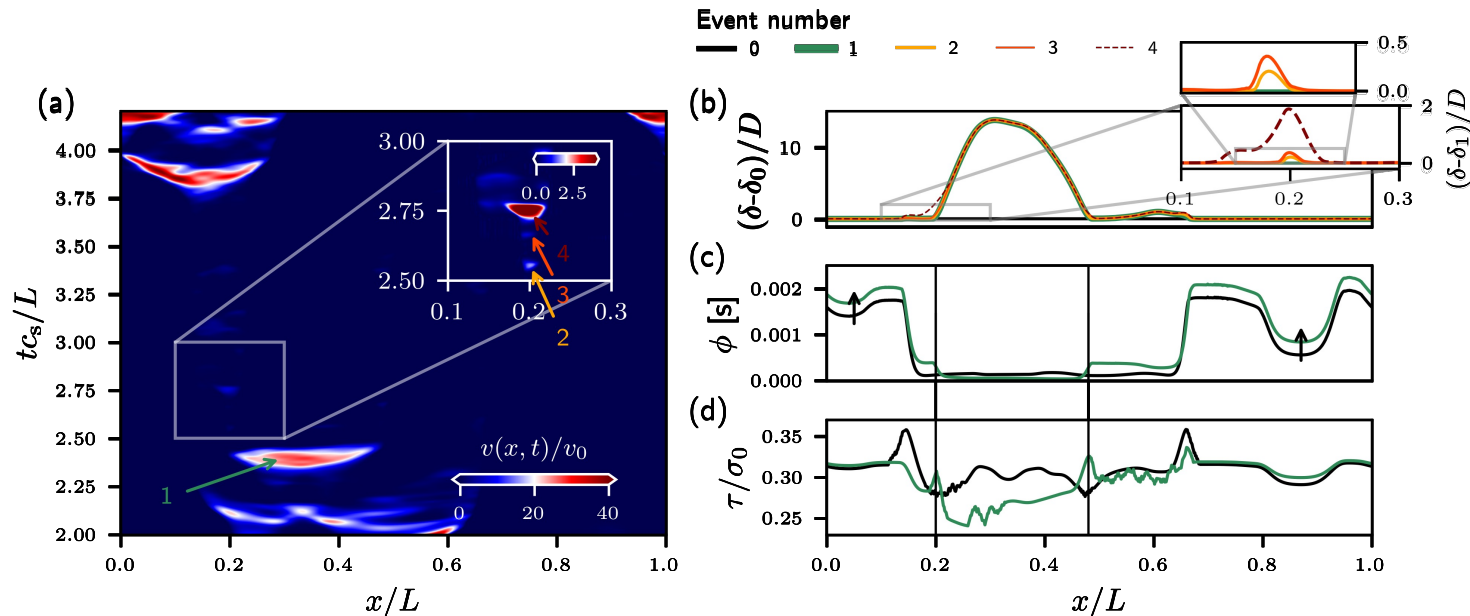 Event number
0 1 2 3 4
(a)
4.00
3.75
3.50
3.25
3.00
2.75
2.50
2.25
2.00
tcs/L
0.0 0.2 0.4 0.6 0.8 1.0
x/L
3.00
2.75
2.50
0.1 0.2 0.3
0.0 2.5
4
3
2
1
v(x, t)/v0
0 20 40
(b)
10
0
(δ-δ0)/D
0.5
0.0
2
0
(δ-δ1)/D
0.1 0.2 0.3
(c)
0.002
0.001
0.000
ϕ [s]
(d)
0.35
0.30
0.25
τ/σ0
0.0 0.2 0.4 0.6 0.8 1.0
x/L